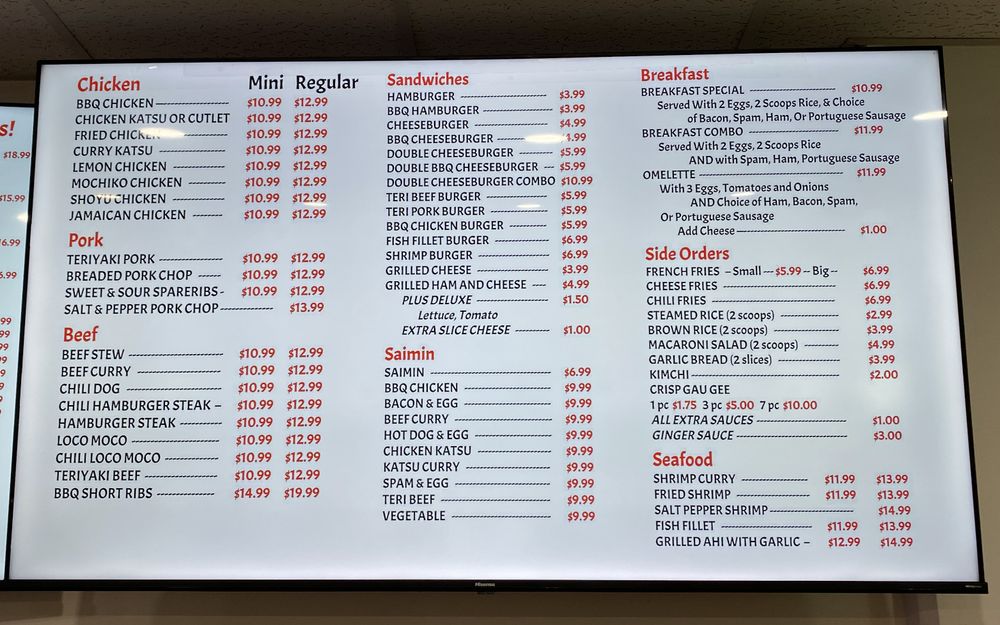 s!
$18.99
$15.99
Chicken Mini Regular
BBQ CHICKEN $10.99 $12.99
CHICKEN KATSU OR CUTLET $10.99 $12.99
FRIED CHICKEN $10.99 $12.99
CURRY KATSU $10.99 $12.99
LEMON CHICKEN $10.99 $12.99
MOCHIKO CHICKEN $10.99 $12.99
SHOYU CHICKEN $10.99 $12.99
JAMAICAN CHICKEN $10.99 $12.99
Pork
TERIYAKI PORK $10.99 $12.99
BREADED PORK CHOP $10.99 $12.99
SWEET & SOUR SPARERIBS - $10.99 $12.99
SALT & PEPPER PORK CHOP $13.99
Beef
BEEF STEW $10.99 $12.99
BEEF CURRY $10.99 $12.99
CHILI DOG $10.99 $12.99
CHILI HAMBURGER STEAK – $10.99 $12.99
HAMBURGER STEAK $10.99 $12.99
LOCO MOCO $10.99 $12.99
CHILI LOCO MOCO $10.99 $12.99
TERIYAKI BEEF $10.99 $12.99
BBQ SHORT RIBS $14.99 $19.99
Sandwiches
HAMBURGER $3.99
BBQ HAMBURGER $3.99
CHEESEBURGER $4.99
BBQ CHEESEBURGER
DOUBLE CHEESEBURGER $5.99
DOUBLE BBQ CHEESEBURGER $5.99
DOUBLE CHEESEBURGER COMBO $10.99
TERI BEEF BURGER $5.99
TERI PORK BURGER $5.99
BBQ CHICKEN BURGER $5.99
FISH FILLET BURGER $6.99
SHRIMP BURGER $6.99
GRILLED CHEESE $3.99
GRILLED HAM AND CHEESE $4.99
PLUS DELUXE $1.50
Lettuce, Tomato
EXTRA SLICE CHEESE $1.00
Saimin
SAIMIN $6.99
BBQ CHICKEN $9.99
BACON & EGG $9.99
BEEF CURRY $9.99
HOT DOG & EGG $9.99
CHICKEN KATSU $9.99
KATSU CURRY $9.99
SPAM & EGG $9.99
TERI BEEF $9.99
VEGETABLE $9.99
Breakfast
BREAKFAST SPECIAL $10.99
Served With 2 Eggs, 2 Scoops Rice, & Choice
of Bacon, Spam, Ham, Or Portuguese Sausage
BREAKFAST COMBO $11.99
Served With 2 Eggs, 2 Scoops Rice
AND with Spam, Ham, Portuguese Sausage
OMELETTE $11.99
With 3 Eggs, Tomatoes and Onions
AND Choice of Ham, Bacon, Spam,
Or Portuguese Sausage
Add Cheese $1.00
Side Orders
FRENCH FRIES – Small --- $5.99 -- Big -- $6.99
CHEESE FRIES $6.99
CHILI FRIES $6.99
STEAMED RICE (2 scoops) $2.99
BROWN RICE (2 scoops) $3.99
MACARONI SALAD (2 scoops) $4.99
GARLIC BREAD (2 slices) $3.99
KIMCHI $2.00
CRISP GAU GEE
1 pc $1.75 3 pc $5.00 7 pc $10.00
ALL EXTRA SAUCES $1.00
GINGER SAUCE $3.00
Seafood
SHRIMP CURRY $11.99 $13.99
FRIED SHRIMP $11.99 $13.99
SALT PEPPER SHRIMP $14.99
FISH FILLET $11.99 $13.99
GRILLED AHI WITH GARLIC – $12.99 $14.99
Hisense